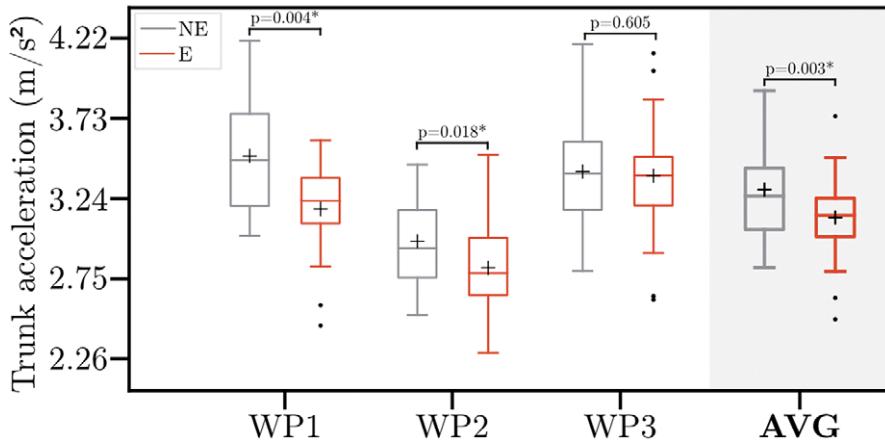 Trunk acceleration (m/s²)
4.22
3.73
3.24
2.75
2.26
NE
E
p=0.004*
p=0.018*
p=0.605
p=0.003*
WP1
WP2
WP3
AVG